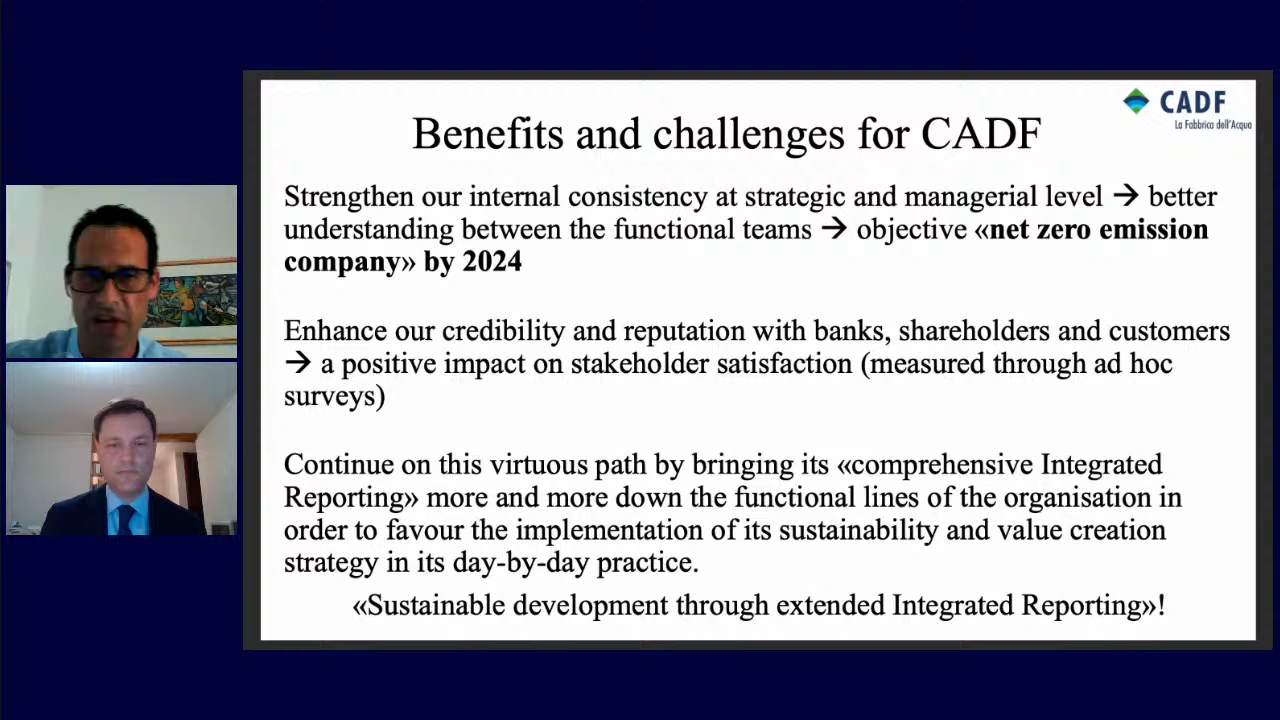 CADF
La Fabbrica dell'Acqua
Benefits and challenges for CADF
Strengthen our internal consistency at strategic and managerial level → better
understanding between the functional teams → objective «net zero emission
company» by 2024
Enhance our credibility and reputation with banks, shareholders and customers
→ a positive impact on stakeholder satisfaction (measured through ad hoc
surveys)
Continue on this virtuous path by bringing its «comprehensive Integrated
Reporting» more and more down the functional lines of the organisation in
order to favour the implementation of its sustainability and value creation
strategy in its day-by-day practice.
«Sustainable development through extended Integrated Reporting»!